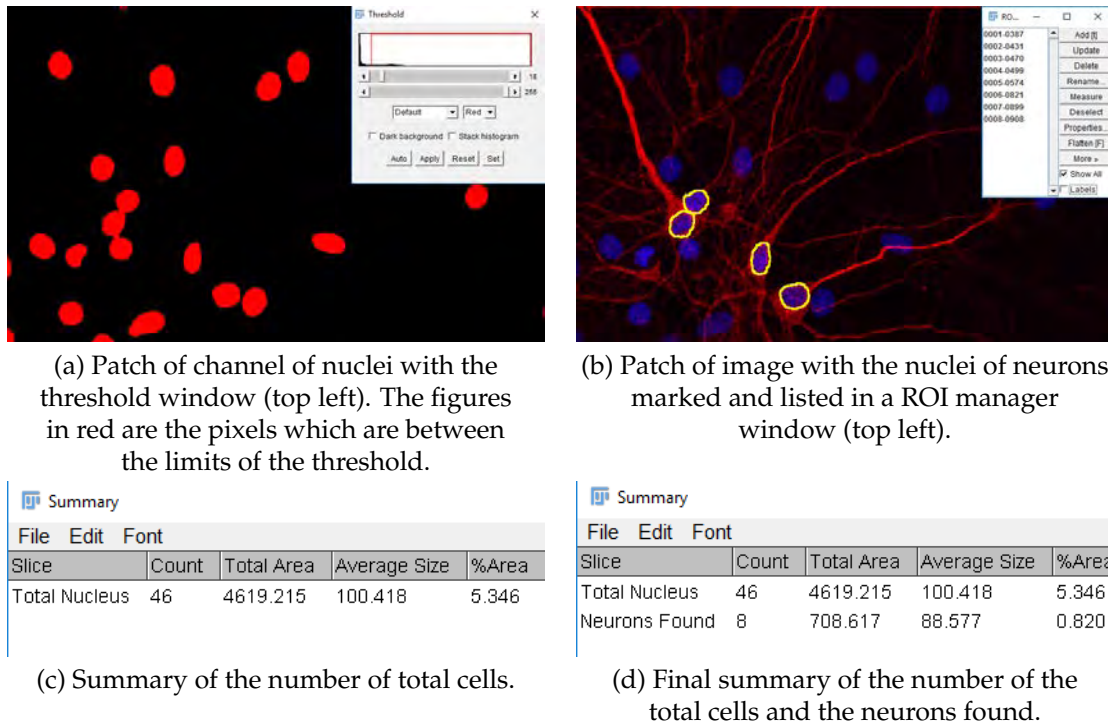 Threshold
18
255
Default Red
Dark background Stack histogram
Auto Apply Reset Set
RO...
0001-0387
0002-0431
0003-0470
0004-0499
0005-0574
0006-0821
0007-0899
0008-0908
Add [t]
Update
Delete
Rename...
Measure
Deselect
Properties...
Flatten [F]
More »
Show All
Labels
(a) Patch of channel of nuclei with the
threshold window (top left). The figures
in red are the pixels which are between
the limits of the threshold.
(b) Patch of image with the nuclei of neurons
marked and listed in a ROI manager
window (top left).
Summary
File Edit Font
Slice Count Total Area Average Size %Area
Total Nucleus 46 4619.215 100.418 5.346
(c) Summary of the number of total cells.
Summary
File Edit Font
Slice Count Total Area Average Size %Area
Total Nucleus 46 4619.215 100.418 5.346
Neurons Found 8 708.617 88.577 0.820
(d) Final summary of the number of the
total cells and the neurons found.